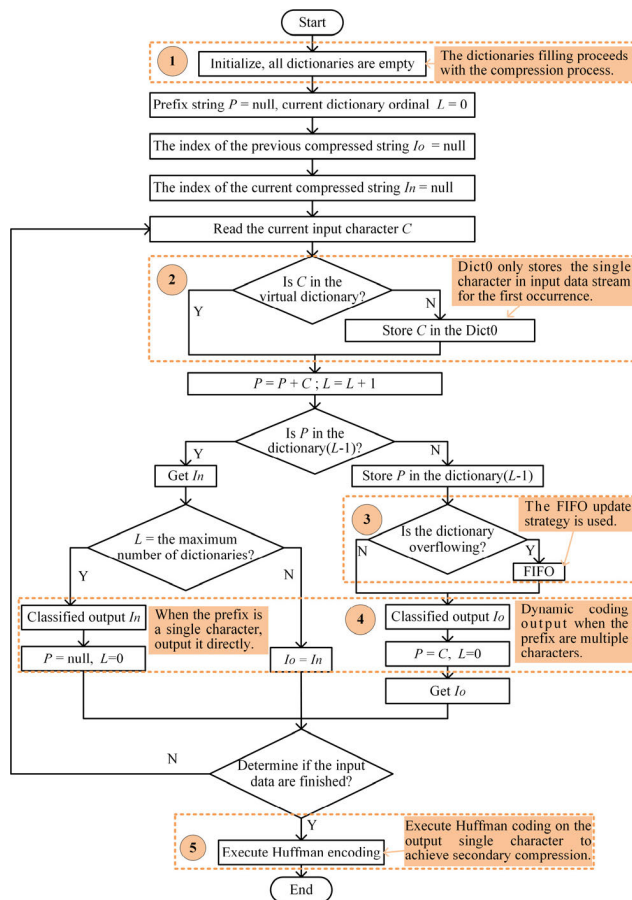 Start
1
Initialize, all dictionaries are empty
The dictionaries filling proceeds
with the compression process.
Prefix string P = null, current dictionary ordinal L = 0
The index of the previous compressed string Io = null
The index of the current compressed string In = null
Read the current input character C
2
Is C in the
virtual dictionary?
Dict0 only stores the single
character in input data stream
for the first occurrence.
Y
N
Store C in the Dict0
P = P + C ; L = L + 1
Is P in the
dictionary(L-1)?
Y
N
Get In
Store P in the dictionary(L-1)
3
The FIFO update
strategy is used.
L = the maximum
number of dictionaries?
Is the dictionary
overflowing?
Y
N
N
Y
FIFO
Classified output In
When the prefix is
a single character,
output it directly.
4
Classified output Io
Dynamic coding
output when the
prefix are multiple
characters.
P = null, L=0
Io = In
P = C, L=0
Get Io
N
Determine if the input
data are finished?
Y
5
Execute Huffman encoding
Execute Huffman coding on the
output single character to
achieve secondary compression.
End